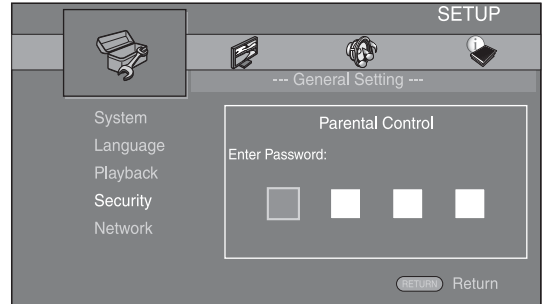 SETUP
--- General Setting ---
System
Language
Playback
Security
Network
Parental Control
Enter Password:
RETURN Return